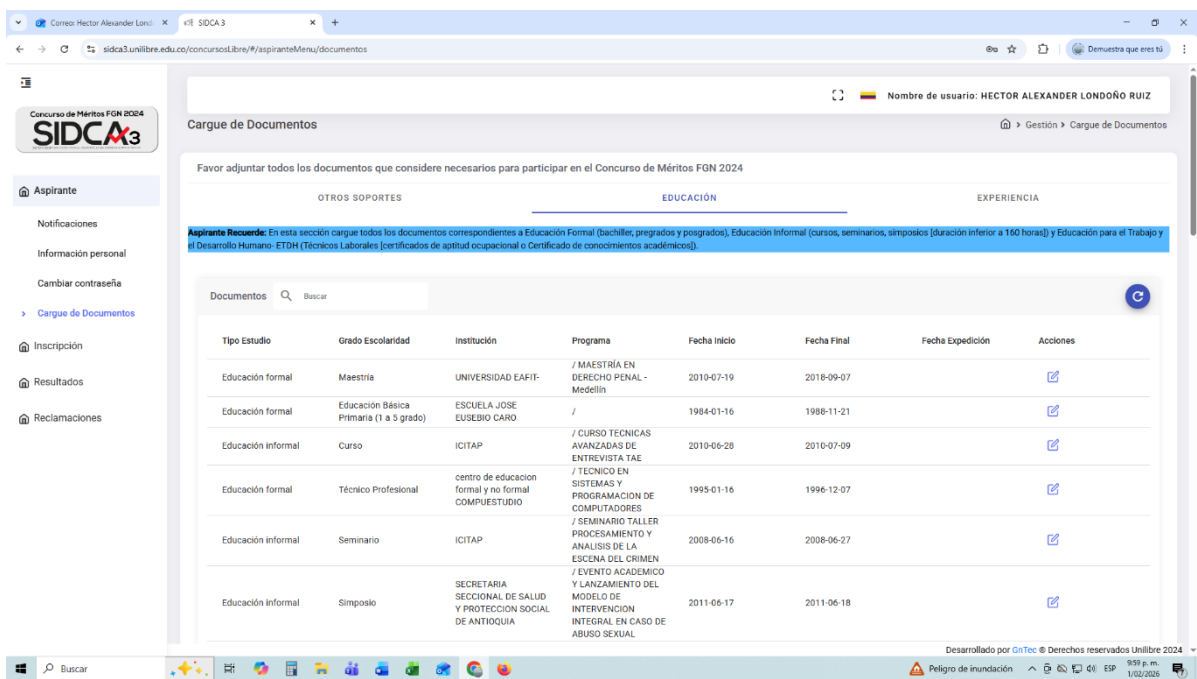 Correo: Hector Alexander Lond
SIDCA 3
sidca3.unilibre.edu.co/concursosLibre/#/aspiranteMenu/documentos
Demuestra que eres tú
Nombre de usuario: HECTOR ALEXANDER LONDOÑO RUIZ
Concurso de Méritos FGN 2024
SIDCA3
Cargue de Documentos
Gestión > Cargue de Documentos
Favor adjuntar todos los documentos que considere necesarios para participar en el Concurso de Méritos FGN 2024
Aspirante
Notificaciones
Información personal
Cambiar contraseña
> Cargue de Documentos
Inscripción
Resultados
Reclamaciones
OTROS SOPORTES
EDUCACIÓN
EXPERIENCIA
Aspirante Recuerde: En esta sección cargue todos los documentos correspondientes a Educación Formal (bachiller, pregrados y posgrados), Educación Informal (cursos, seminarios, simposios [duración inferior a 160 horas]) y Educación para el Trabajo y
el Desarrollo Humano- ETDH (Técnicos Laborales [certificados de aptitud ocupacional o Certificado de conocimientos académicos]).
Documentos
Buscar
Tipo Estudio Grado Escolaridad Institución Programa Fecha Inicio Fecha Final Fecha Expedición Acciones
Educación formal Maestría UNIVERSIDAD EAFIT- / MAESTRÍA EN
DERECHO PENAL -
Medellín 2010-07-19 2018-09-07
Educación formal Educación Básica
Primaria (1 a 5 grado) ESCUELA JOSE
EUSEBIO CARO / 1984-01-16 1988-11-21
Educación informal Curso ICITAP / CURSO TECNICAS
AVANZADAS DE
ENTREVISTA TAE 2010-06-28 2010-07-09
Educación formal Técnico Profesional centro de educacion
formal y no formal
COMPUESTUDIO / TECNICO EN
SISTEMAS Y
PROGRAMACION DE
COMPUTADORES 1995-01-16 1996-12-07
Educación informal Seminario ICITAP / SEMINARIO TALLER
PROCESAMIENTO Y
ANALISIS DE LA
ESCENA DEL CRIMEN 2008-06-16 2008-06-27
Educación informal Simposio SECRETARIA
SECCIONAL DE SALUD
Y PROTECCION SOCIAL
DE ANTIOQUIA / EVENTO ACADEMICO
Y LANZAMIENTO DEL
MODELO DE
INTERVENCION
INTEGRAL EN CASO DE
ABUSO SEXUAL 2011-06-17 2011-06-18
Desarrollado por GnTec © Derechos reservados Unilibre 2024
Buscar
Peligro de inundación
ESP
9:59 p. m.
1/02/2026